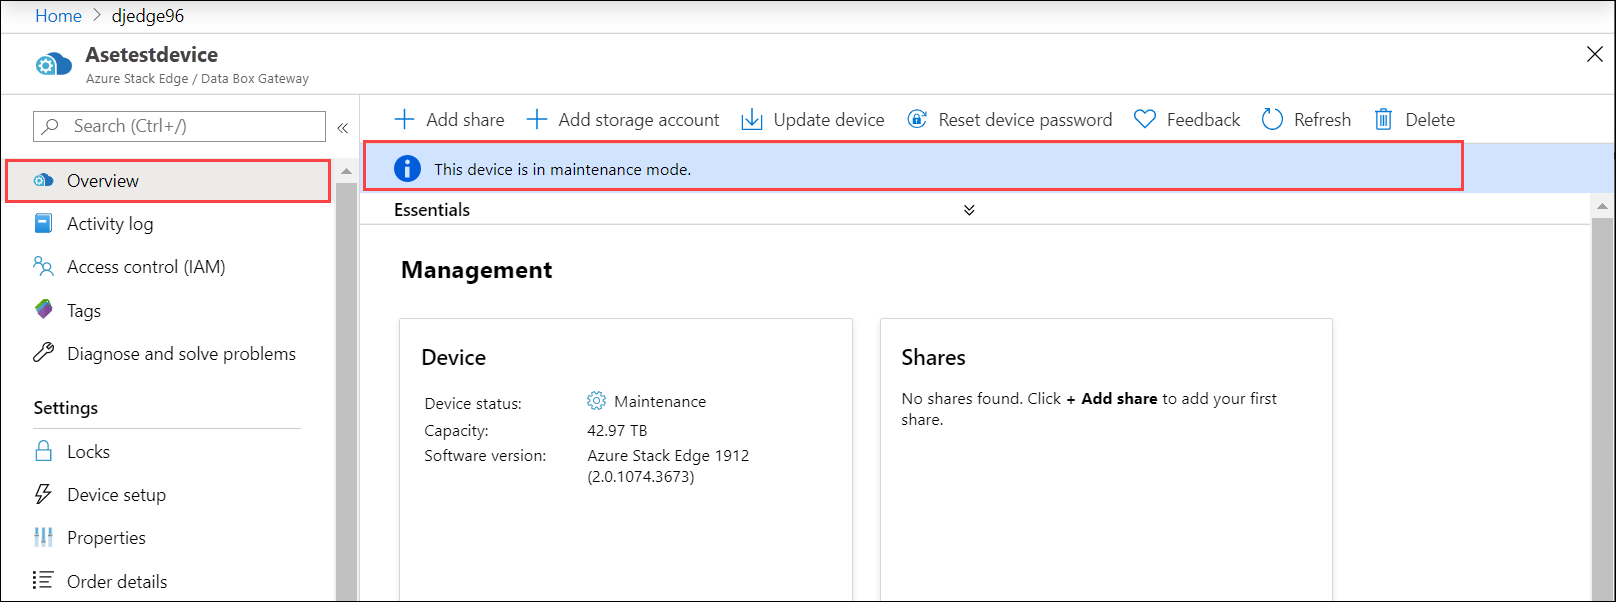 Home > djedge96
Asetestdevice
Azure Stack Edge / Data Box Gateway
Search (Ctrl+/)
«
Overview
Activity log
Access control (IAM)
Tags
Diagnose and solve problems
Settings
Locks
Device setup
Properties
Order details
+ Add share + Add storage account Update device Reset device password Feedback Refresh Delete
This device is in maintenance mode.
Essentials
Management
Device
Device status: Maintenance
Capacity: 42.97 TB
Software version: Azure Stack Edge 1912
(2.0.1074.3673)
Shares
No shares found. Click + Add share to add your first
share.